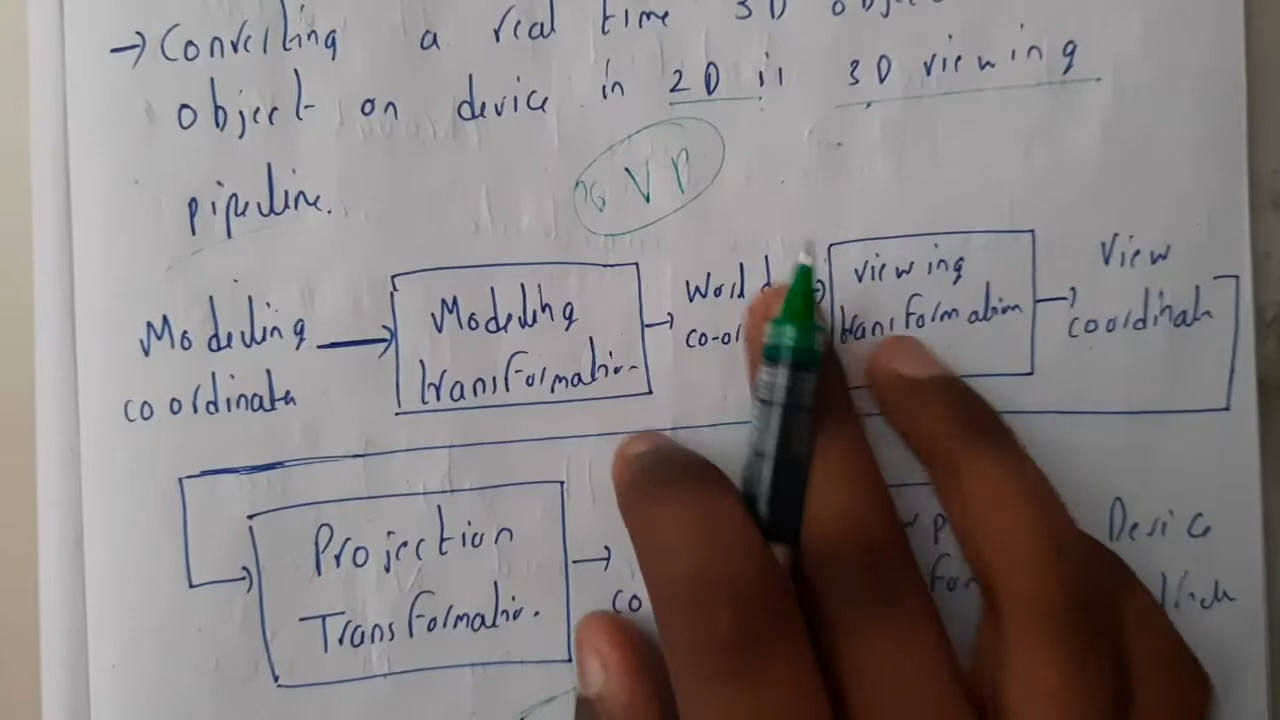 → Converting a real time 3D
object on device in 2D is 3D viewing
pipeline.
VP
Modeling
coordinate
Modeling
transformation
World
Viewing
transformation
View
coordinate
Projection
Transformation.
co